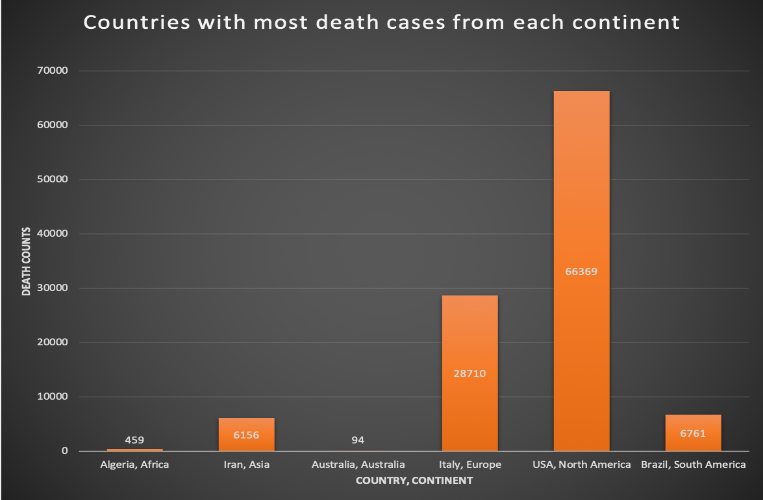 Countries with most death cases from each continent
70000
60000
50000
40000
30000
20000
10000
0
DEATH COUNTS
459
6156
94
28710
66369
6761
Algeria, Africa
Iran, Asia
Australia, Australia
Italy, Europe
USA, North America
Brazil, South America
COUNTRY, CONTINENT